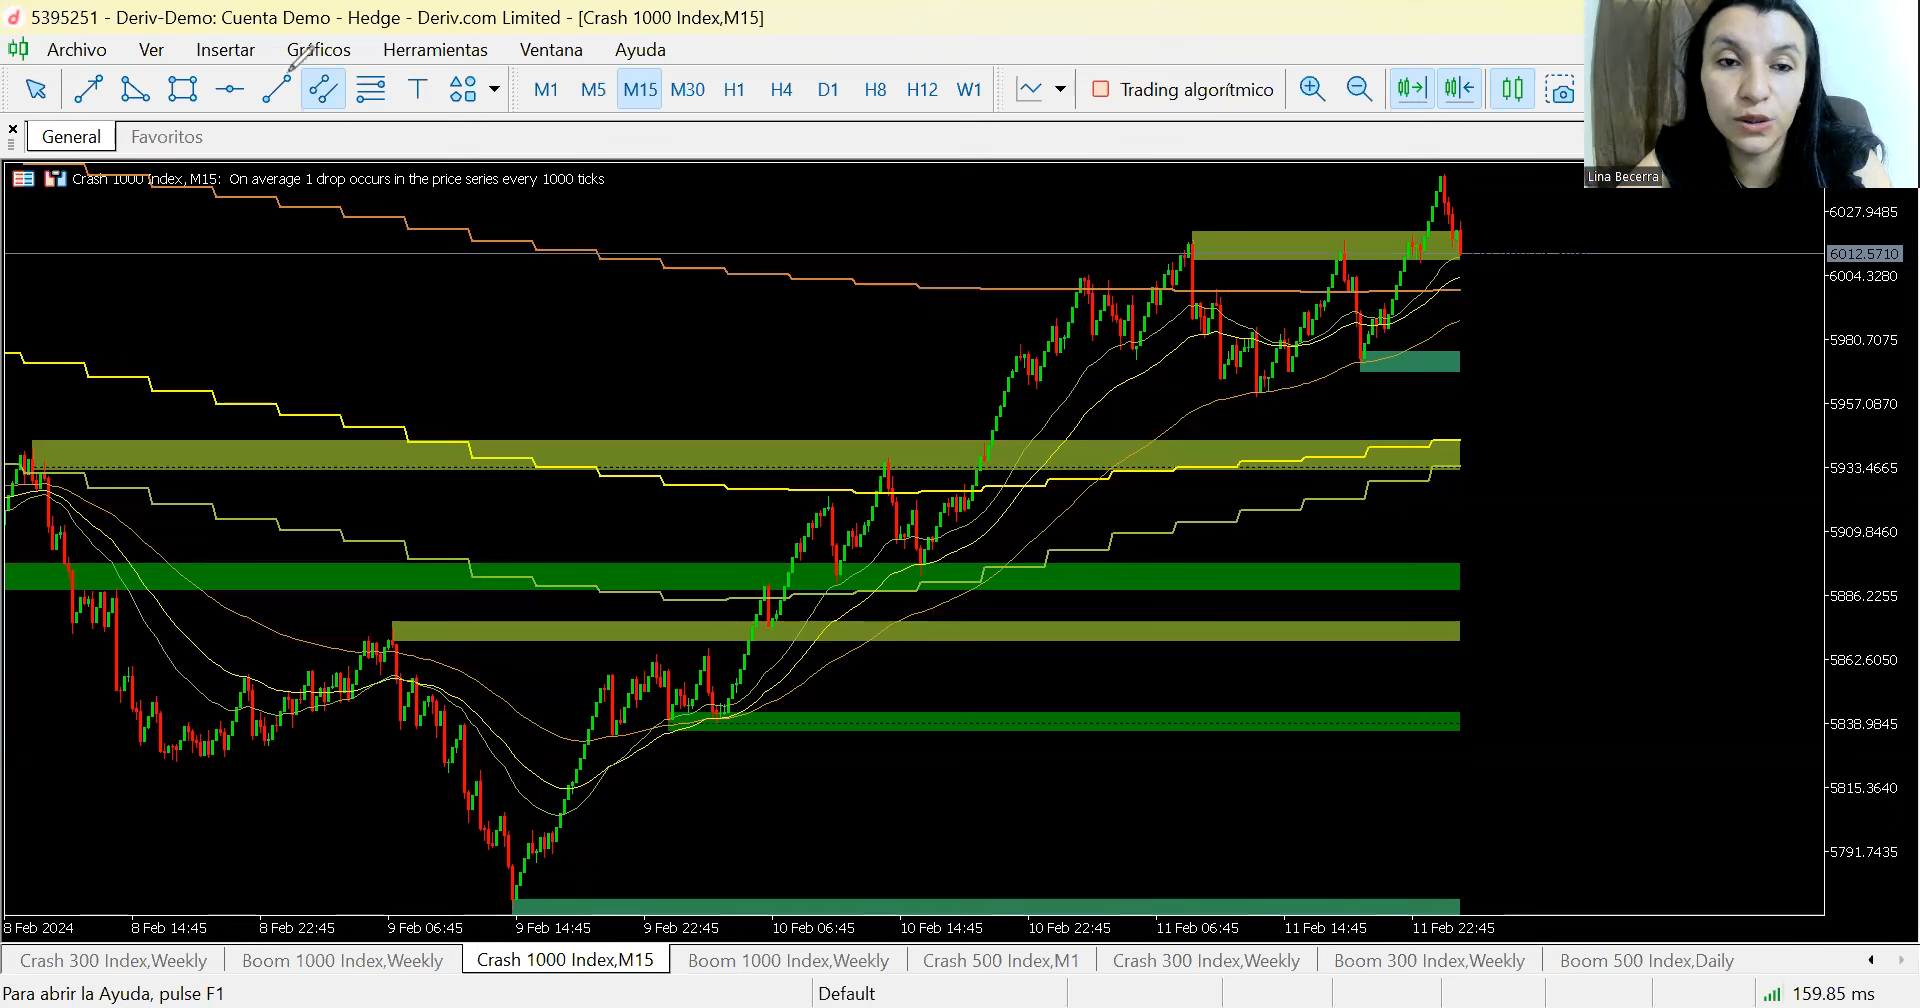 5395251 - Deriv-Demo: Cuenta Demo - Hedge - Deriv.com Limited - [Crash 1000 Index,M15]
Archivo Ver Insertar Gráficos Herramientas Ventana Ayuda
T M1 M5 M15 M30 H1 H4 D1 H8 H12 W1 Trading algorítmico
General Favoritos
Crash 1000 Index, M15: On average 1 drop occurs in the price series every 1000 ticks
Lina Becerra
6027.9485
6012.5710
6004.3280
5980.7075
5957.0870
5933.4665
5909.8460
5886.2255
5862.6050
5838.9845
5815.3640
5791.7435
8 Feb 2024 8 Feb 14:45 8 Feb 22:45 9 Feb 06:45 9 Feb 14:45 9 Feb 22:45 10 Feb 06:45 10 Feb 14:45 10 Feb 22:45 11 Feb 06:45 11 Feb 14:45 11 Feb 22:45
Crash 300 Index,Weekly Boom 1000 Index,Weekly Crash 1000 Index,M15 Boom 1000 Index,Weekly Crash 500 Index,M1 Crash 300 Index,Weekly Boom 300 Index,Weekly Boom 500 Index,Daily
Para abrir la Ayuda, pulse F1 Default 159.85 ms